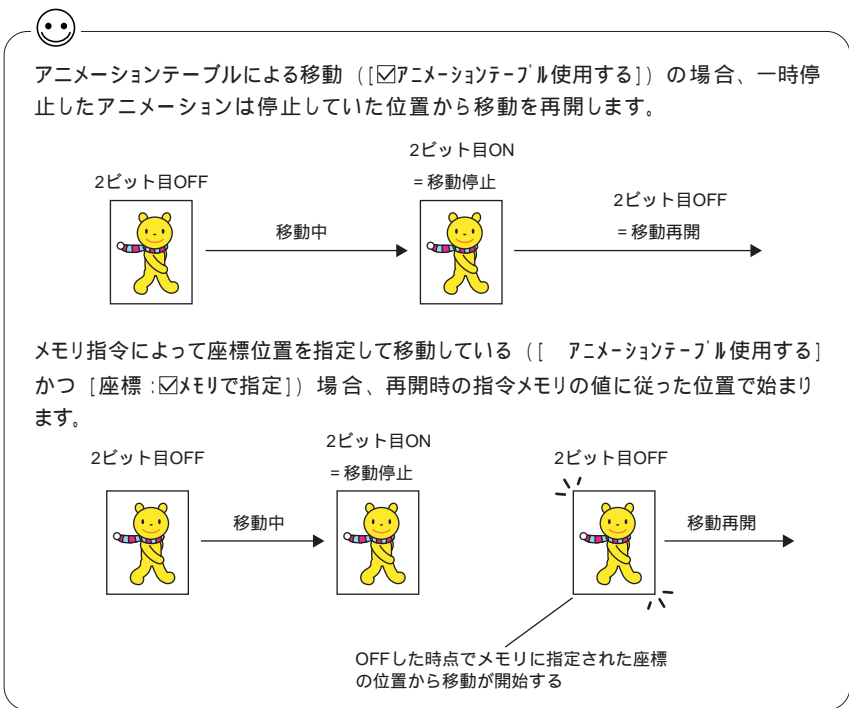 アニメーションテーブルによる移動([☑ｱﾆﾒｰｼｮﾝﾃｰﾌﾞﾙ使用する])の場合、一時停
止したアニメーションは停止していた位置から移動を再開します。
2ビット目OFF
2ビット目ON
=移動停止
移動中
2ビット目OFF
=移動再開
メモリ指令によって座標位置を指定して移動している([　ｱﾆﾒｰｼｮﾝﾃｰﾌﾞﾙ使用する]
かつ[座標:☑ﾒﾓﾘで指定])場合、再開時の指令メモリの値に従った位置で始まり
ます。
2ビット目OFF
移動中
2ビット目ON
=移動停止
2ビット目OFF
移動再開
OFFした時点でメモリに指定された座標
の位置から移動が開始する